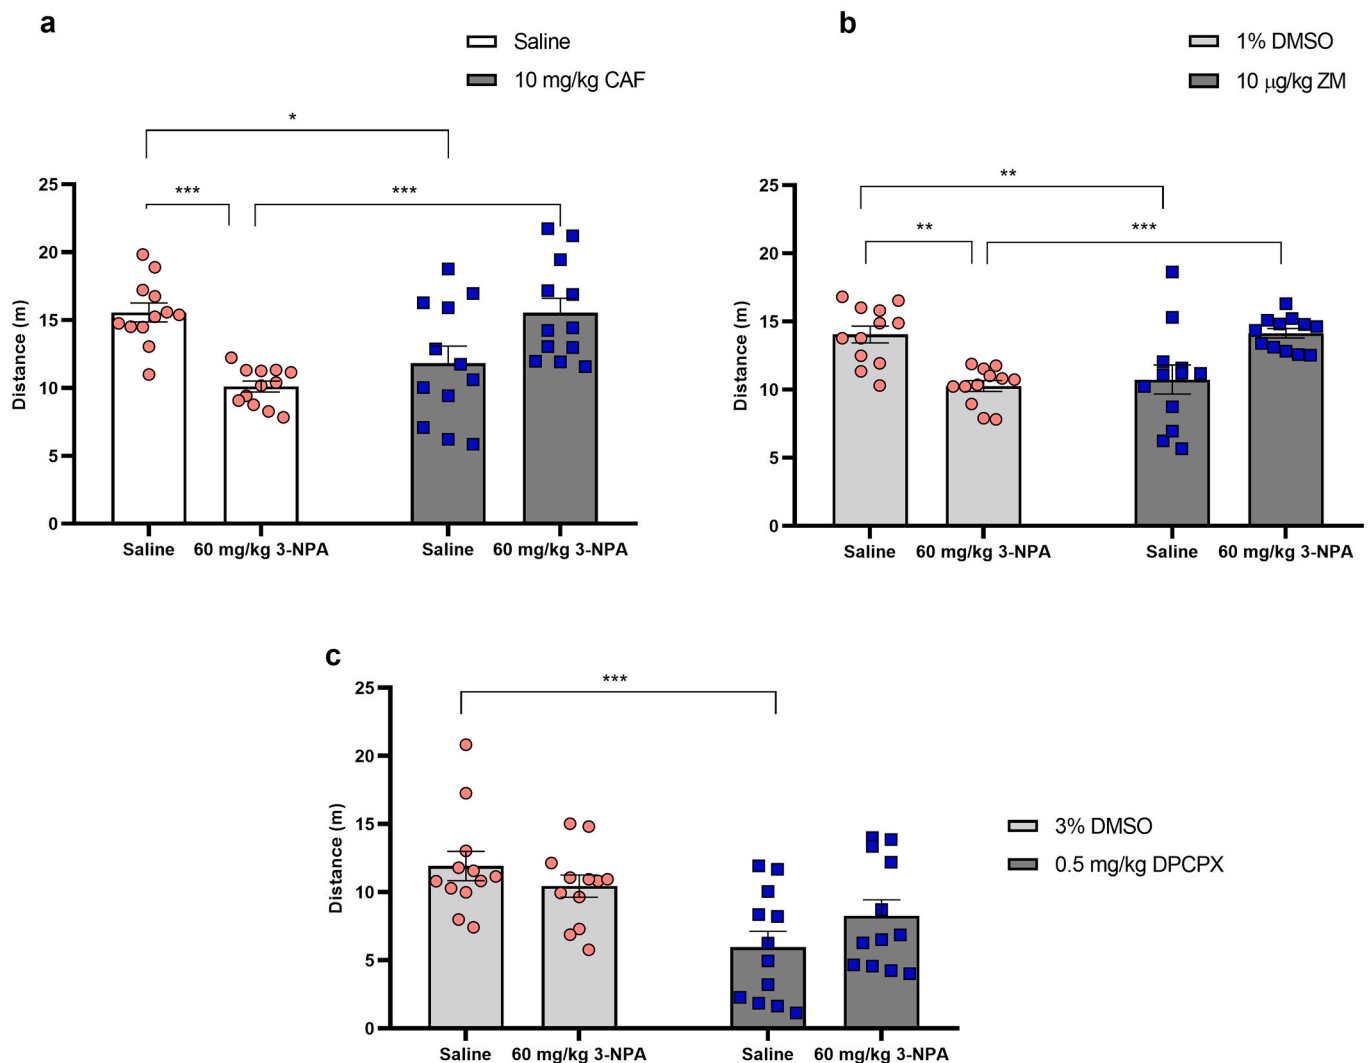 a
Saline
10 mg/kg CAF
*
***
***
25
20
15
10
5
0
Distance (m)
Saline
60 mg/kg 3-NPA
Saline
60 mg/kg 3-NPA
b
1% DMSO
10 μg/kg ZM
**
**
***
25
20
15
10
5
0
Distance (m)
Saline
60 mg/kg 3-NPA
Saline
60 mg/kg 3-NPA
c
***
25
20
15
10
5
0
Distance (m)
3% DMSO
0.5 mg/kg DPCPX
Saline
60 mg/kg 3-NPA
Saline
60 mg/kg 3-NPA